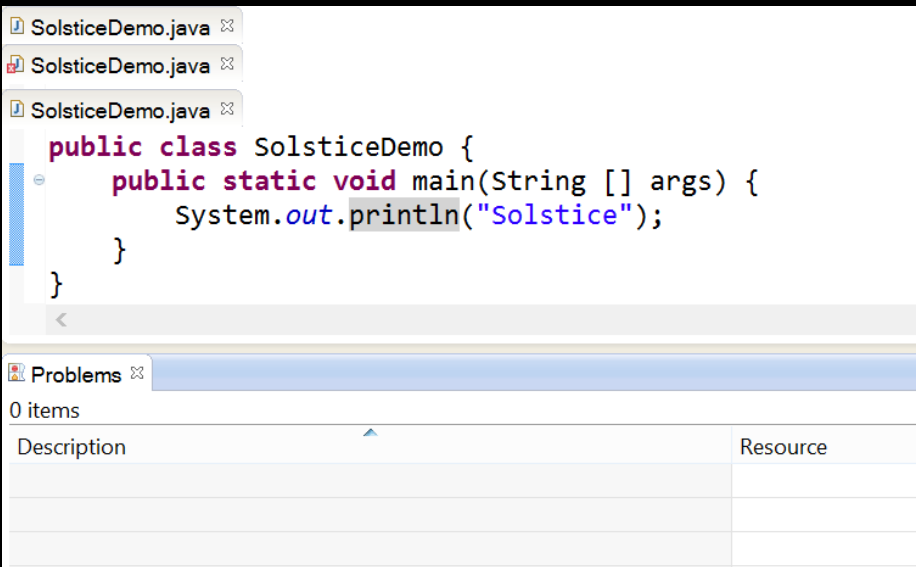 SolsticeDemo.java
SolsticeDemo.java
SolsticeDemo.java
public class SolsticeDemo {
public static void main(String [] args) {
System.out.println("Solstice");
}
}
Problems
0 items
Description Resource